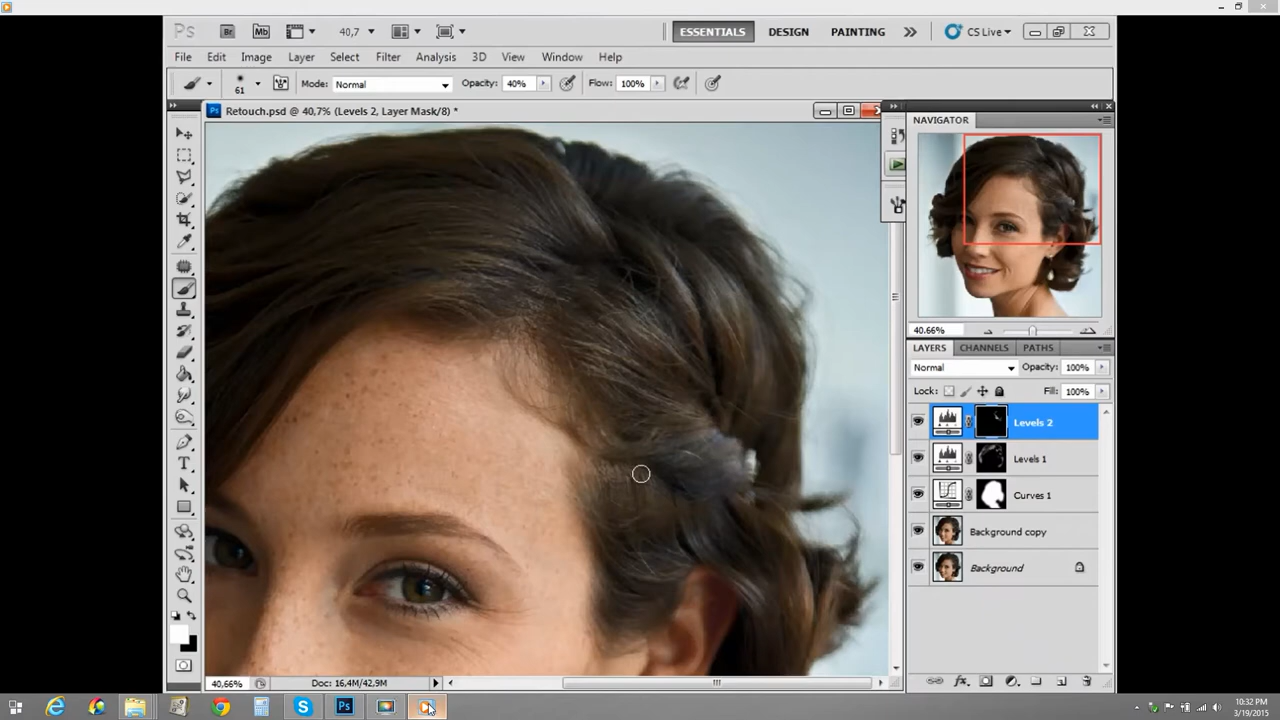 Ps Br Mb 40,7 ESSENTIALS DESIGN PAINTING CS Live
File Edit Image Layer Select Filter Analysis 3D View Window Help
61 Mode: Normal Opacity: 40% Flow: 100%
Retouch.psd @ 40,7% (Levels 2, Layer Mask/8) *
NAVIGATOR
40.66%
LAYERS CHANNELS PATHS
Normal Opacity: 100%
Lock: Fill: 100%
Levels 2
Levels 1
Curves 1
Background copy
Background
40,66% Doc: 16,4M/42,9M
10:32 PM
3/19/2015